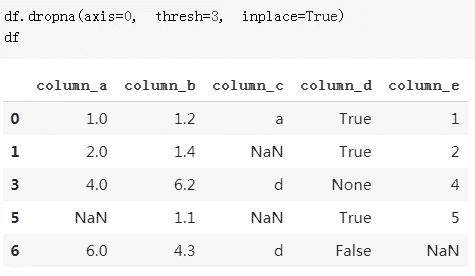 df.dropna(axis=0, thresh=3, inplace=True)
df
column_a column_b column_c column_d column_e
0 1.0 1.2 a True 1
1 2.0 1.4 NaN True 2
3 4.0 6.2 d None 4
5 NaN 1.1 NaN True 5
6 6.0 4.3 d False NaN